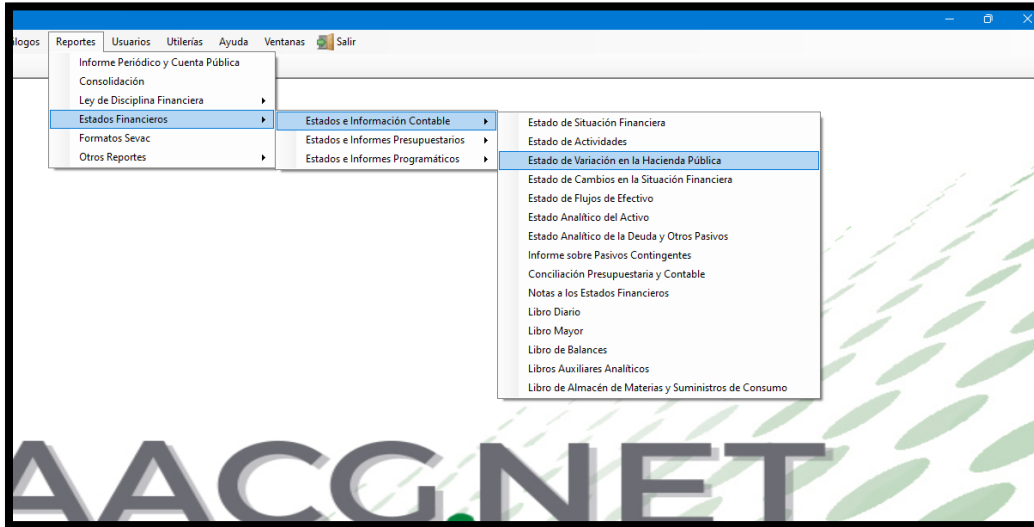 ilogos Reportes Usuarios Utilerías Ayuda Ventanas Salir
Informe Periódico y Cuenta Pública
Consolidación
Ley de Disciplina Financiera
Estados Financieros
Formatos Sevac
Otros Reportes
Estados e Información Contable
Estados e Informes Presupuestarios
Estados e Informes Programáticos
Estado de Situación Financiera
Estado de Actividades
Estado de Variación en la Hacienda Pública
Estado de Cambios en la Situación Financiera
Estado de Flujos de Efectivo
Estado Analítico del Activo
Estado Analítico de la Deuda y Otros Pasivos
Informe sobre Pasivos Contingentes
Conciliación Presupuestaria y Contable
Notas a los Estados Financieros
Libro Diario
Libro Mayor
Libro de Balances
Libros Auxiliares Analíticos
Libro de Almacén de Materias y Suministros de Consumo
AACG.NET